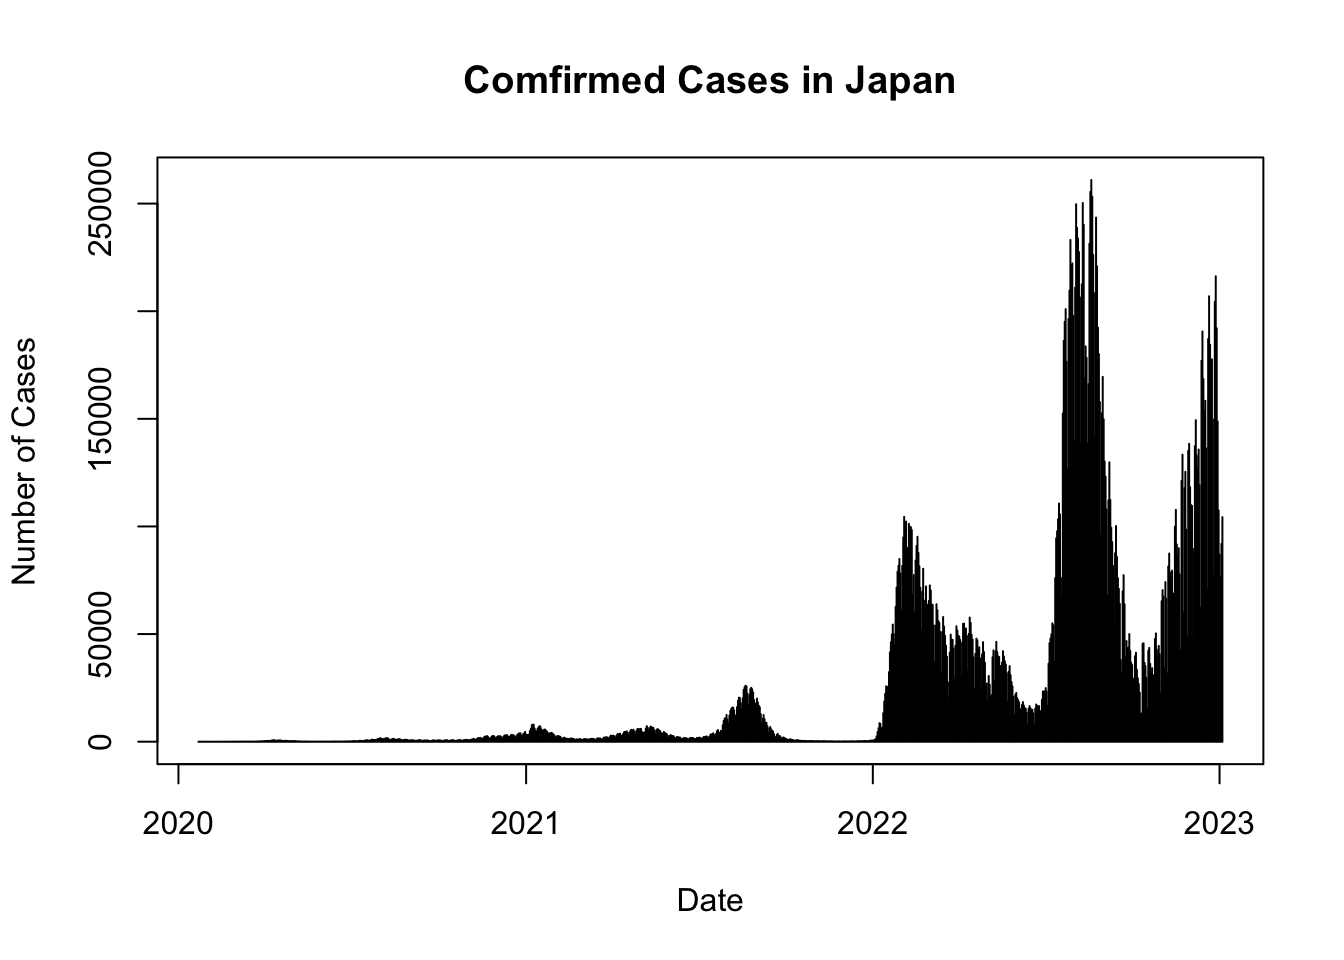 Comfirmed Cases in Japan
Number of Cases
250000
150000
50000
0
2020 2021 2022 2023
Date